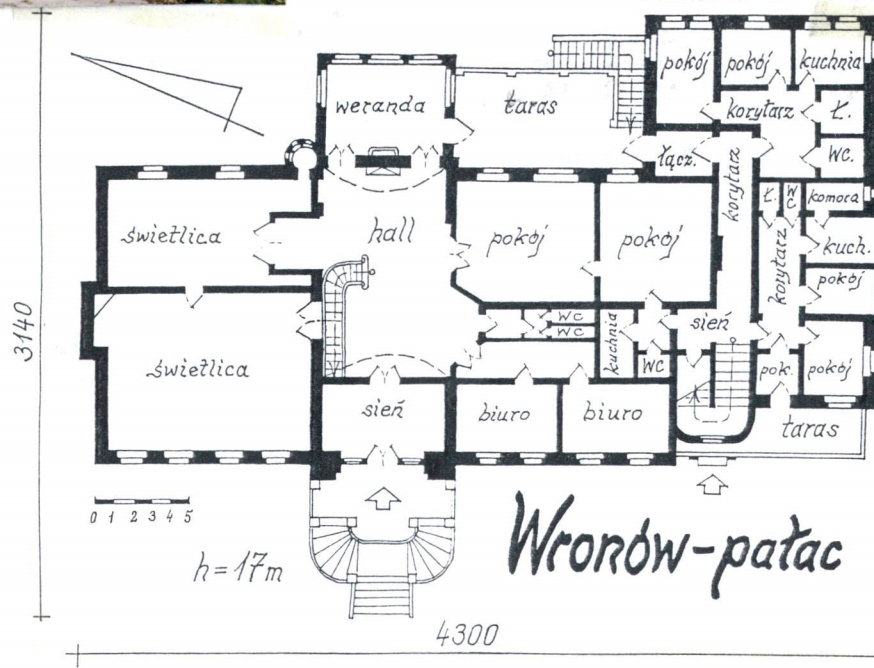 pokój
pokój
kuchnia
weranda
taras
korytarz
Ł.
łącz.
WC.
korytarz
świetlica
hall
pokój
pokój
Ł.
WC
komora
kuch.
korytarz
pokój
WC
WC
kuchnia
sień
świetlica
WC
pok.
pokój
sień
biuro
biuro
taras
3140
0 1 2 3 4 5
h=17m
Wronów-pałac
4300